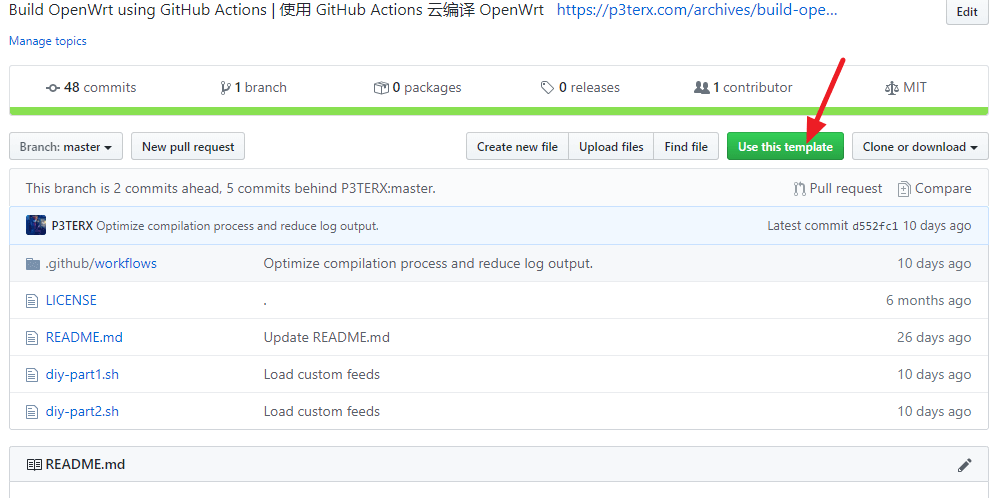 Build OpenWrt using GitHub Actions | 使用 GitHub Actions 云编译 OpenWrt https://p3terx.com/archives/build-ope... Edit
Manage topics
48 commits 1 branch 0 packages 0 releases 1 contributor MIT
Branch: master New pull request Create new file Upload files Find file Use this template Clone or download
This branch is 2 commits ahead, 5 commits behind P3TERX:master. Pull request Compare
P3TERX Optimize compilation process and reduce log output. Latest commit d552fc1 10 days ago
.github/workflows Optimize compilation process and reduce log output. 10 days ago
LICENSE . 6 months ago
README.md Update README.md 26 days ago
diy-part1.sh Load custom feeds 10 days ago
diy-part2.sh Load custom feeds 10 days ago
README.md